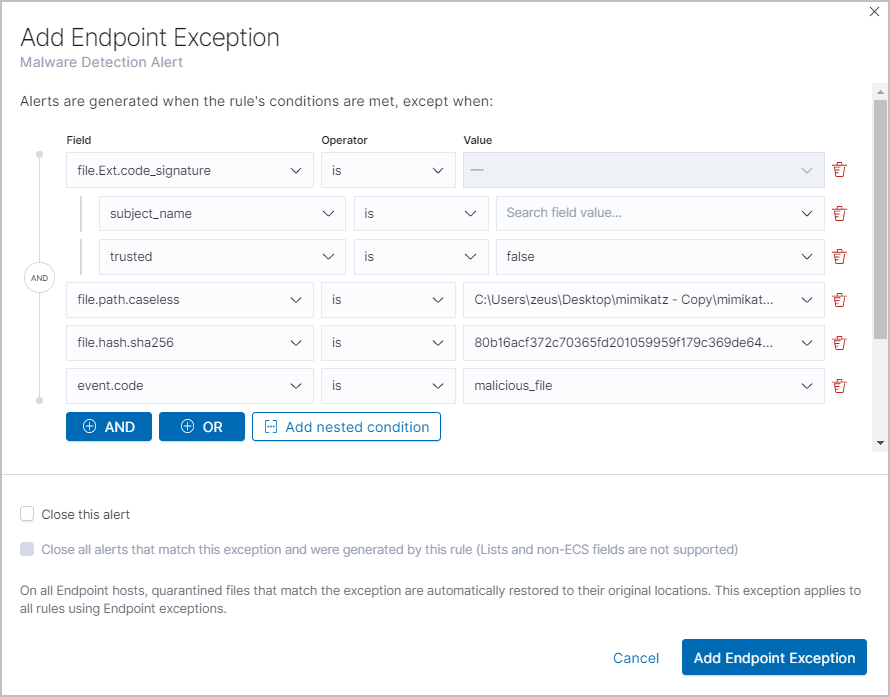 Add Endpoint Exception
Malware Detection Alert
Alerts are generated when the rule's conditions are met, except when:
Field Operator Value
file.Ext.code_signature is —
subject_name is Search field value...
trusted is false
AND
file.path.caseless is C:\Users\zeus\Desktop\mimikatz - Copy\mimikat...
file.hash.sha256 is 80b16acf372c70365fd201059959f179c369de64...
event.code is malicious_file
AND OR Add nested condition
Close this alert
Close all alerts that match this exception and were generated by this rule (Lists and non-ECS fields are not supported)
On all Endpoint hosts, quarantined files that match the exception are automatically restored to their original locations. This exception applies to
all rules using Endpoint exceptions.
Cancel Add Endpoint Exception